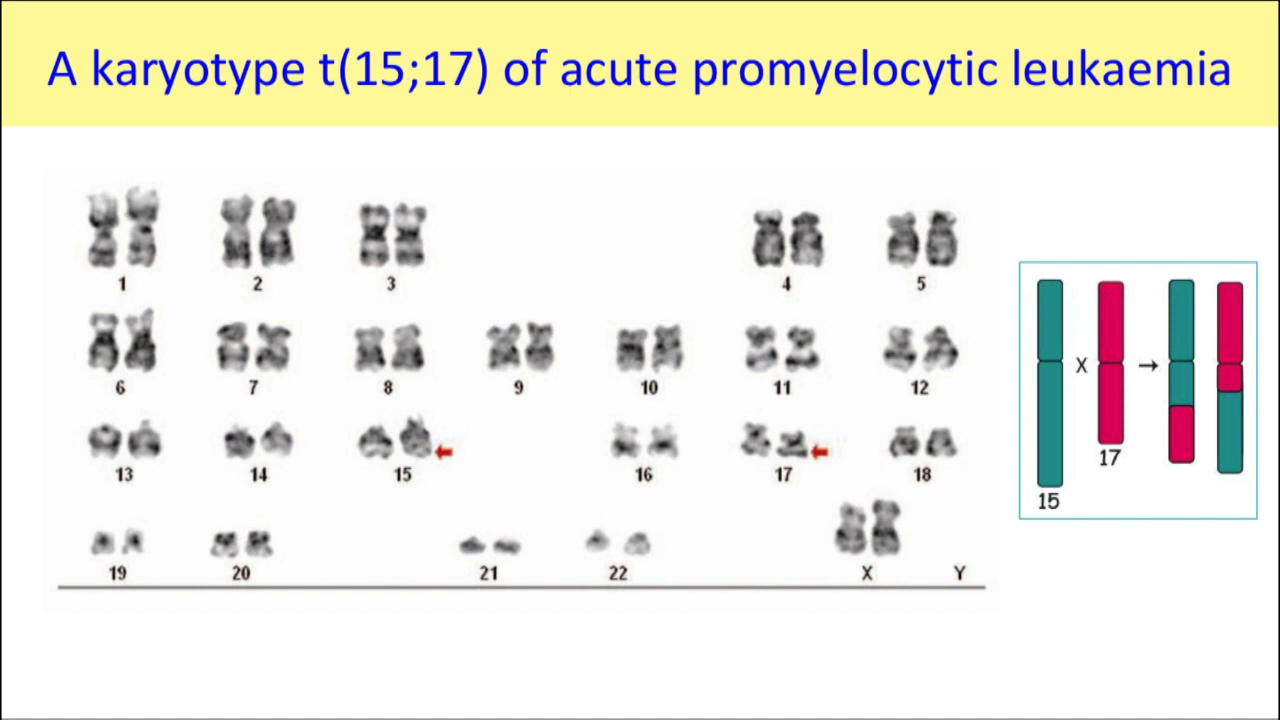 A karyotype t(15;17) of acute promyelocytic leukaemia
1 2 3 4 5
6 7 8 9 10 11 12
13 14 15 16 17 18
19 20 21 22 X Y
X →
17
15